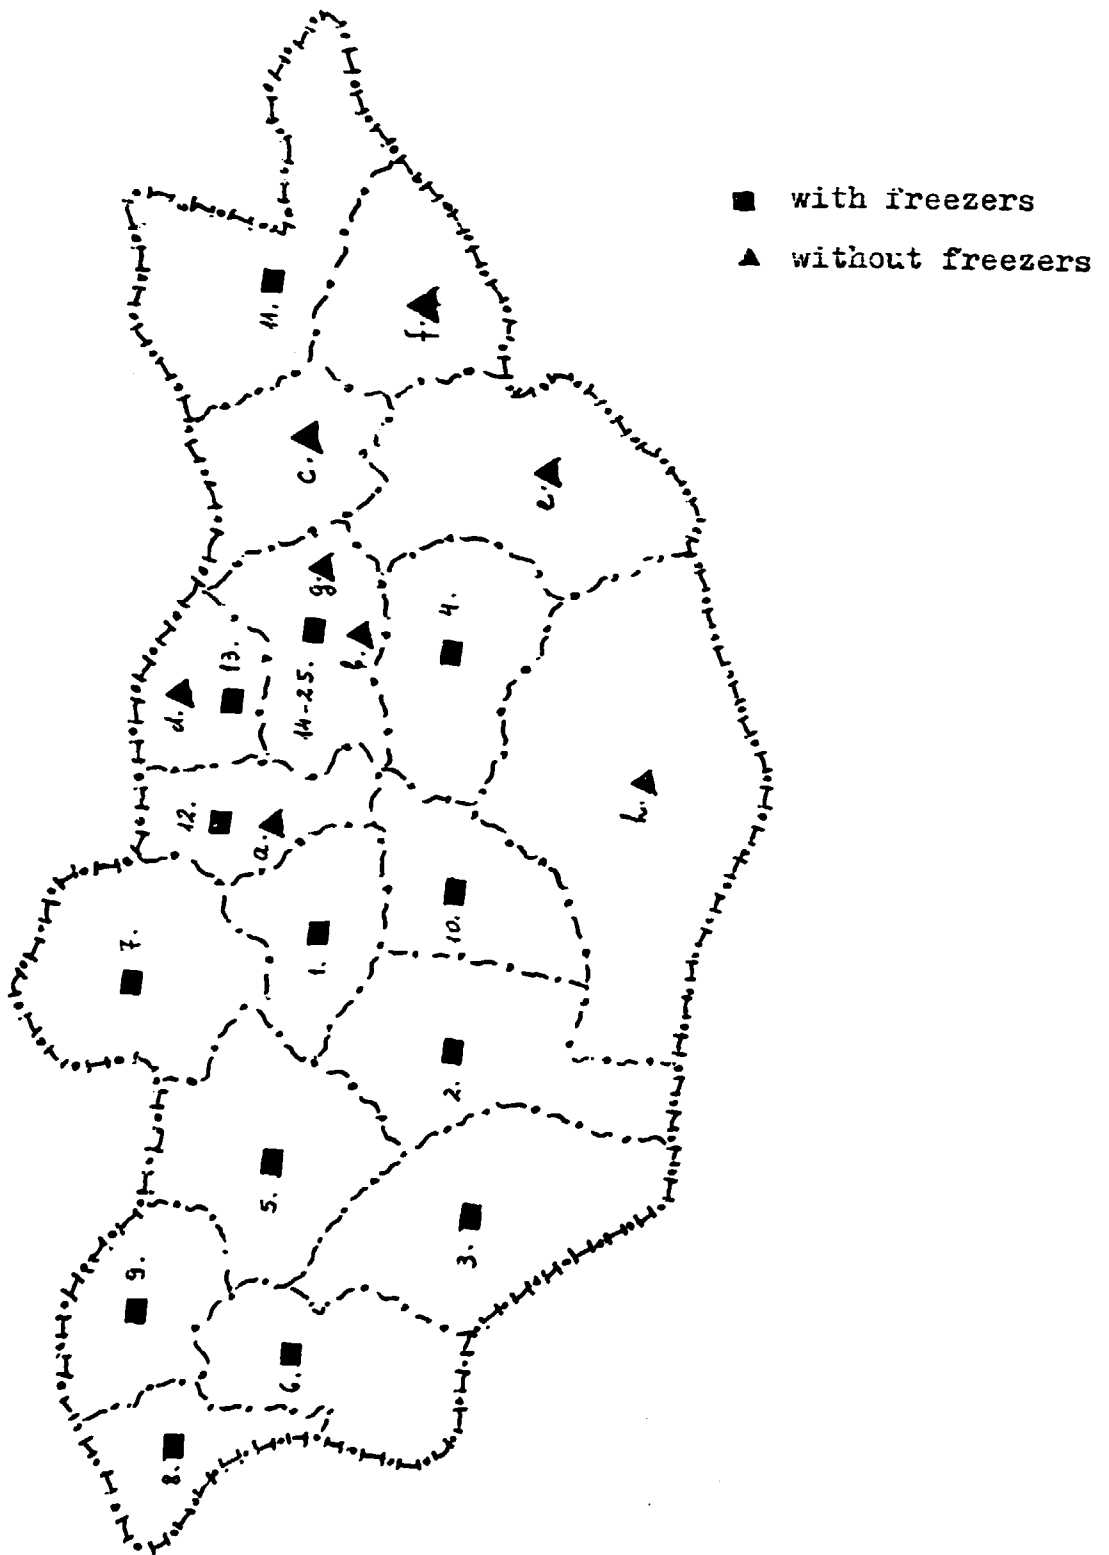 ■ with freezers
▲ without freezers
11.
f.
c.
e.
g.
4.
13.
b.
d.
14-25.
h.
12.
a.
10.
7.
1.
2.
5.
3.
9.
6.
8.